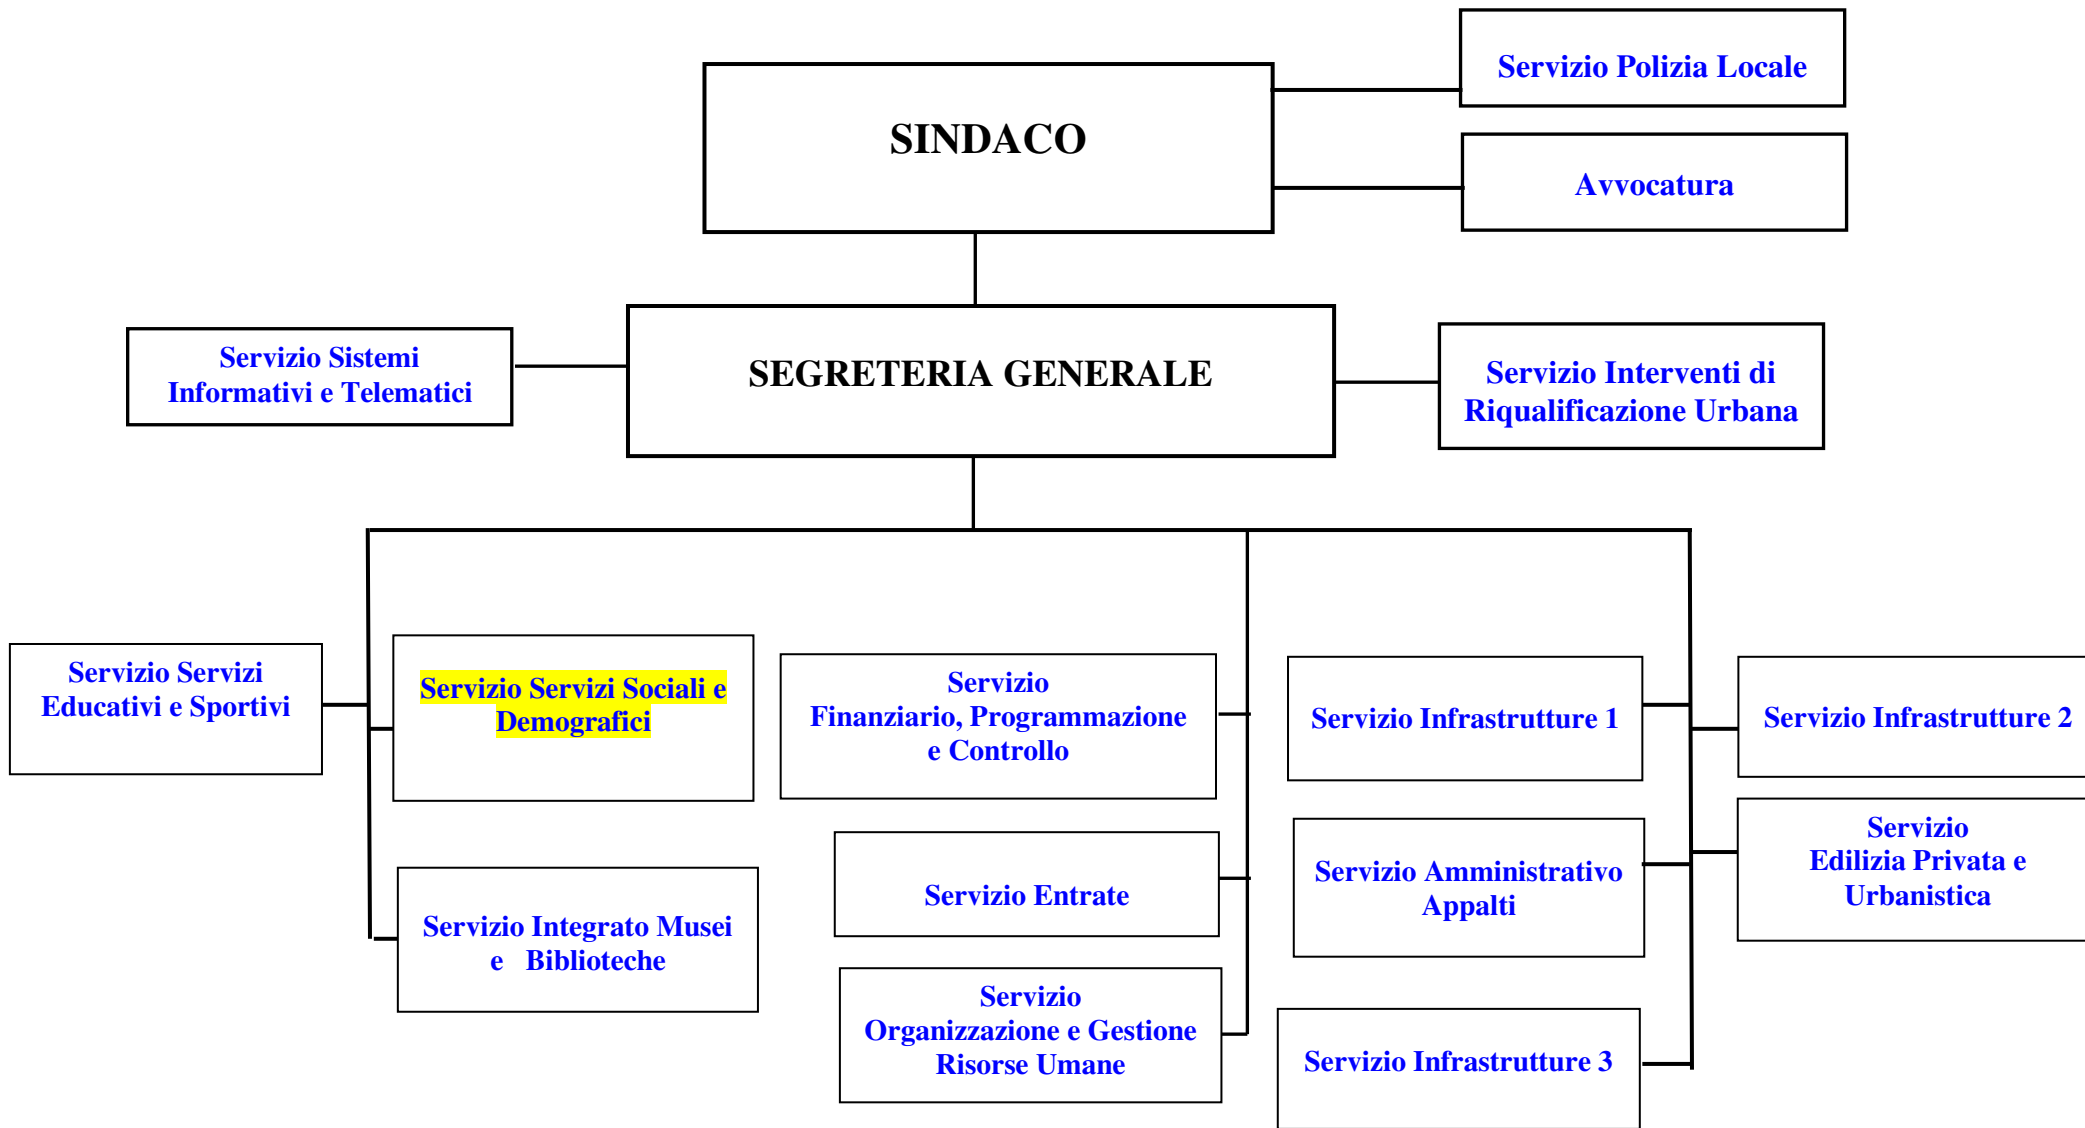 Servizio Polizia Locale
SINDACO
Avvocatura
Servizio Sistemi
Informativi e Telematici
SEGRETERIA GENERALE
Servizio Interventi di
Riqualificazione Urbana
Servizio Servizi
Educativi e Sportivi
Servizio Servizi Sociali e
Demografici
Servizio
Finanziario, Programmazione
e Controllo
Servizio Infrastrutture 1
Servizio Infrastrutture 2
Servizio Integrato Musei
e Biblioteche
Servizio Entrate
Servizio Amministrativo
Appalti
Servizio
Edilizia Privata e
Urbanistica
Servizio
Organizzazione e Gestione
Risorse Umane
Servizio Infrastrutture 3